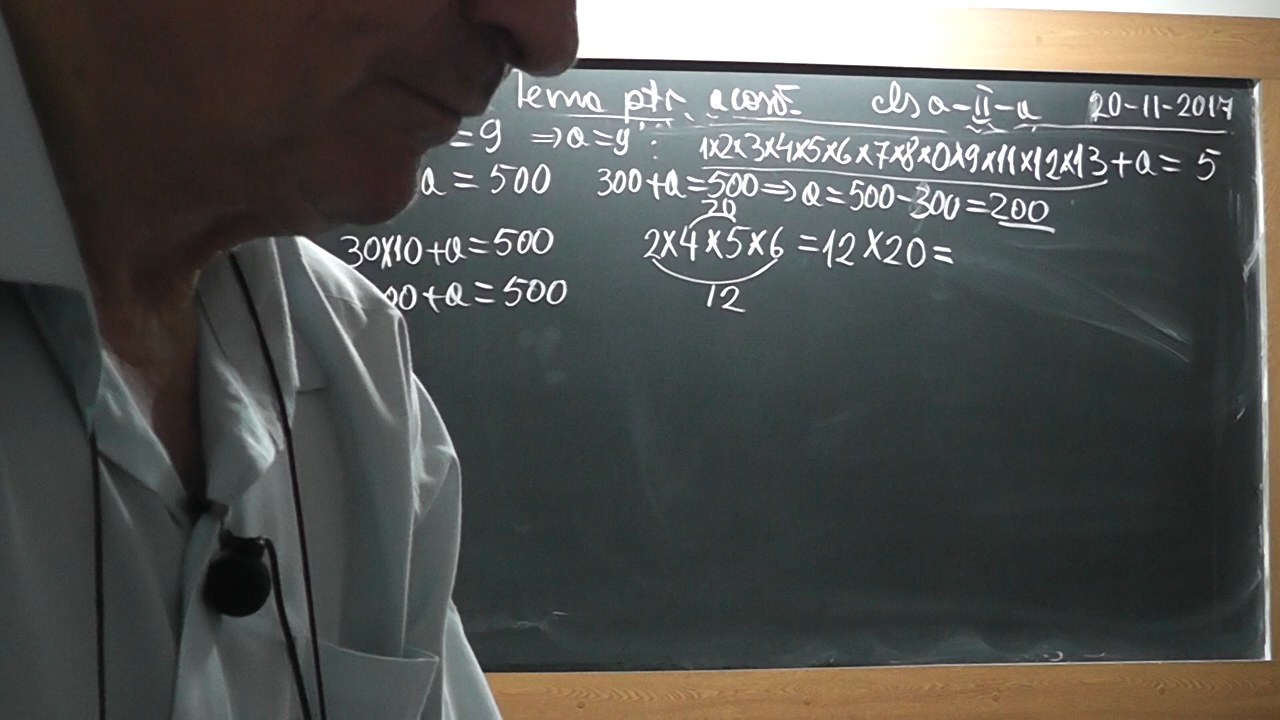 Tema ptr acasă cls a-II-a 20-11-2017
=9 ⇒ a=9 : 1×2×3×4×5×6×7×8×0×9×11×12×13+a=5
a=500 300+a=500 ⇒ a=500-300=200
20
30×10+a=500 2×4×5×6=12×20=
00+a=500 12